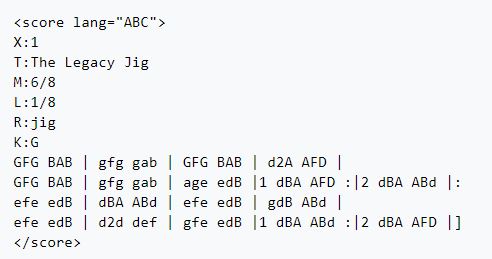 <score lang="ABC">
X:1
T:The Legacy Jig
M:6/8
L:1/8
R:jig
K:G
GFG BAB | gfg gab | GFG BAB | d2A AFD |
GFG BAB | gfg gab | age edB |1 dBA AFD :|2 dBA ABd |:
efe edB | dBA ABd | efe edB | gdB ABd |
efe edB | d2d def | gfe edB |1 dBA ABd :|2 dBA AFD |]
</score>